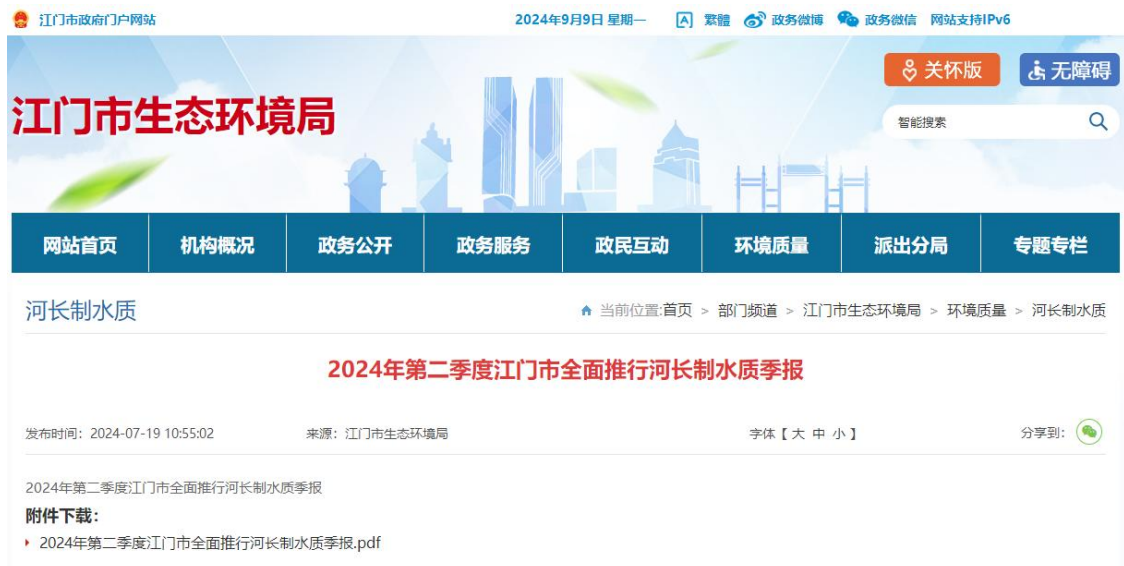 江门市政府门户网站 2024年9月9日 星期一 A 繁體 政务微博 政务微信 网站支持IPv6
关怀版 无障碍
江门市生态环境局
智能搜索
网站首页 机构概况 政务公开 政务服务 政民互动 环境质量 派出分局 专题专栏
河长制水质 当前位置:首页 > 部门频道 > 江门市生态环境局 > 环境质量 > 河长制水质
2024年第二季度江门市全面推行河长制水质季报
发布时间：2024-07-19 10:55:02 来源：江门市生态环境局 字体【 大 中 小 】 分享到：
2024年第二季度江门市全面推行河长制水质季报
附件下载：
2024年第二季度江门市全面推行河长制水质季报.pdf